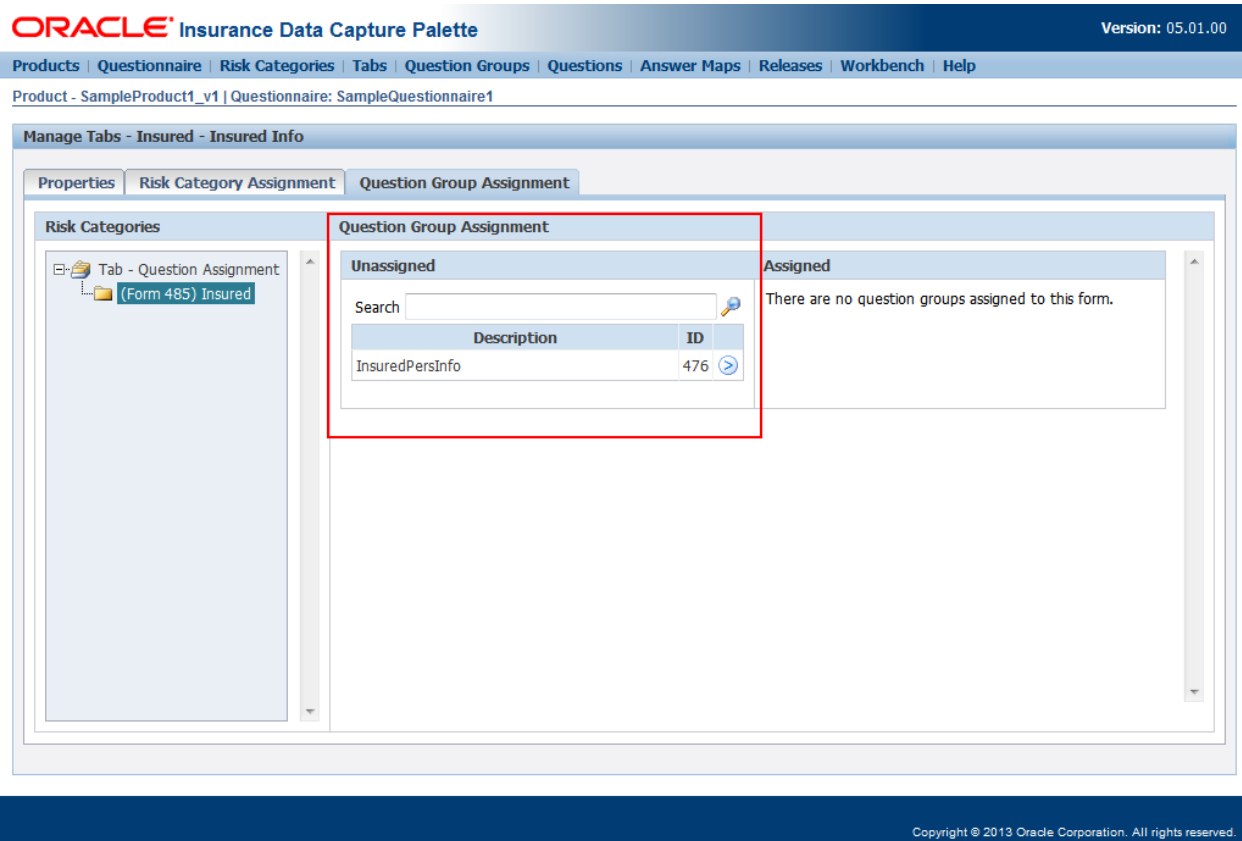 ORACLE® Insurance Data Capture Palette
Version: 05.01.00
Products | Questionnaire | Risk Categories | Tabs | Question Groups | Questions | Answer Maps | Releases | Workbench | Help
Product - SampleProduct1_v1 | Questionnaire: SampleQuestionnaire1
Manage Tabs - Insured - Insured Info
Properties
Risk Category Assignment
Question Group Assignment
Risk Categories
Tab - Question Assignment
(Form 485) Insured
Question Group Assignment
Unassigned
Search
Description ID
InsuredPersInfo 476
Assigned
There are no question groups assigned to this form.
Copyright © 2013 Oracle Corporation. All rights reserved.